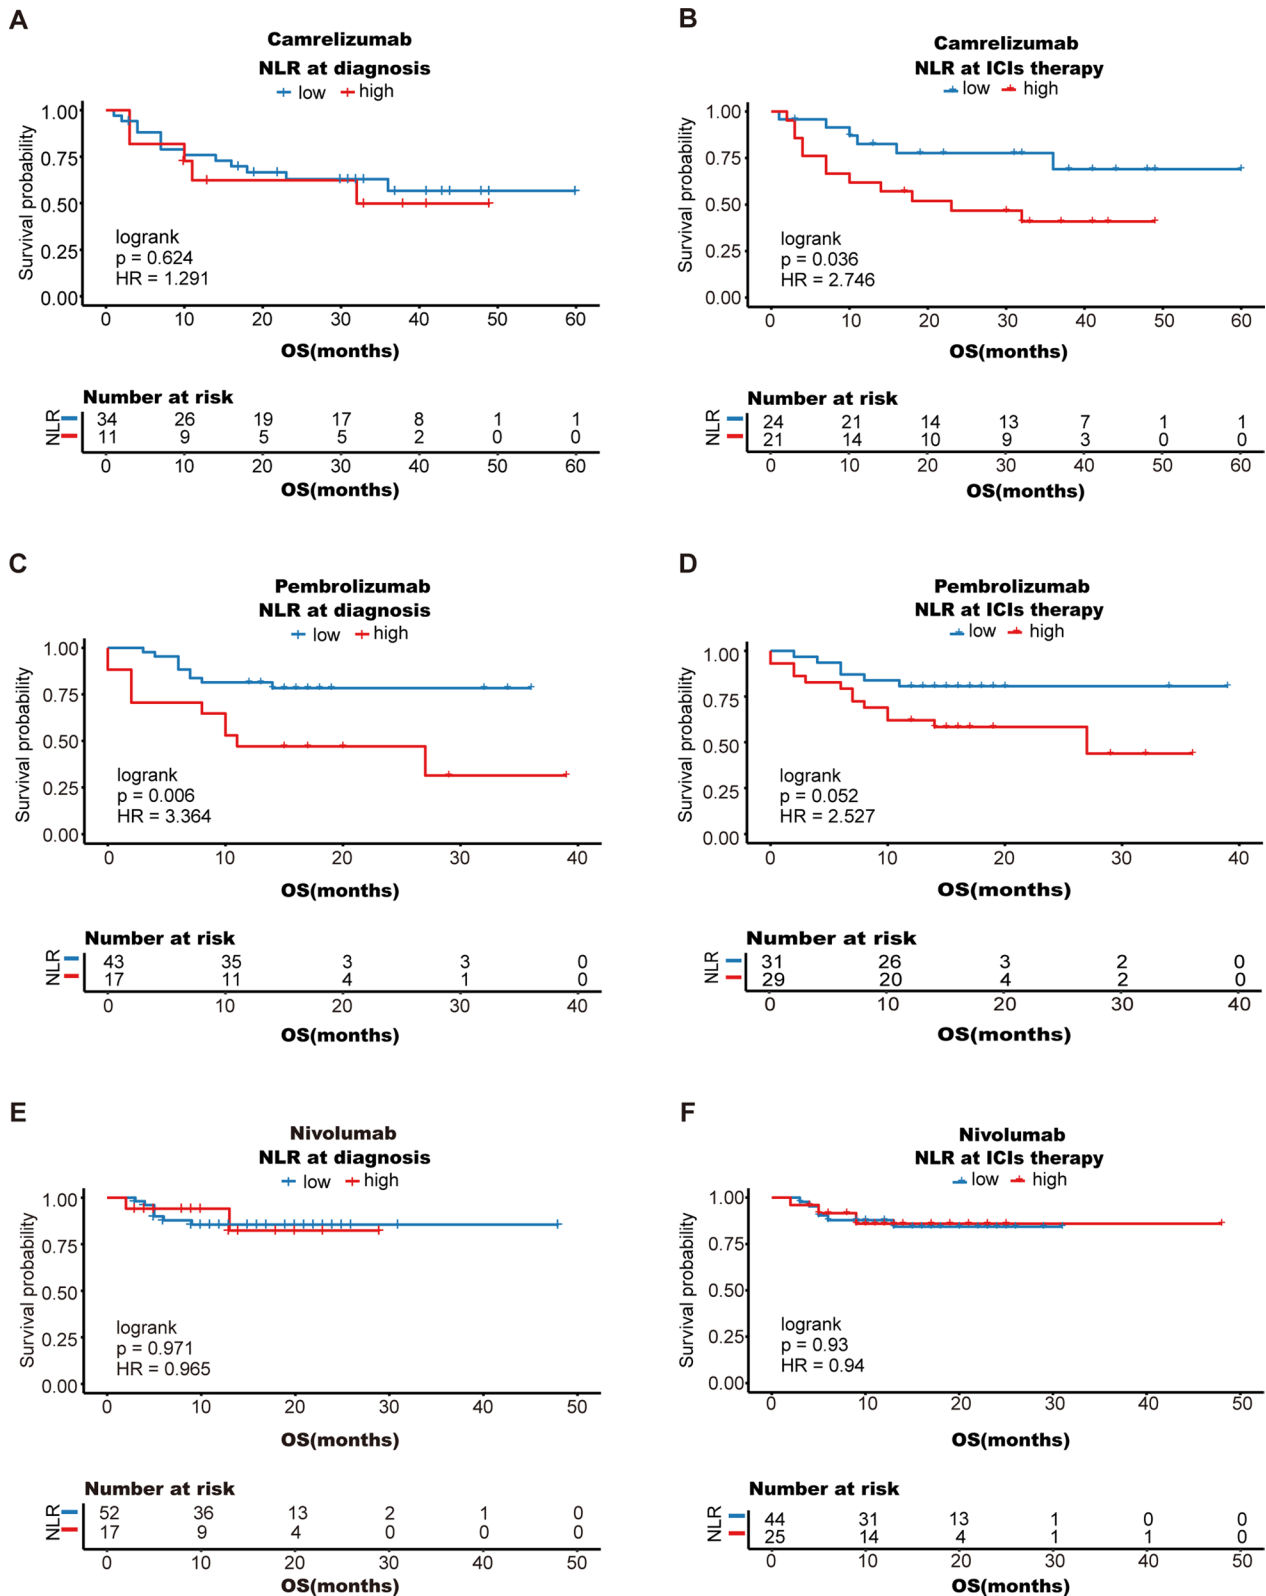 A
Camrelizumab
NLR at diagnosis
low high
Survival probability
1.00
0.75
0.50
0.25
0.00
logrank
p = 0.624
HR = 1.291
0 10 20 30 40 50 60
OS(months)
Number at risk
NLR
34 26 19 17 8 1 1
11 9 5 5 2 0 0
0 10 20 30 40 50 60
OS(months)
B
Camrelizumab
NLR at ICIs therapy
low high
Survival probability
1.00
0.75
0.50
0.25
0.00
logrank
p = 0.036
HR = 2.746
0 10 20 30 40 50 60
OS(months)
Number at risk
NLR
24 21 14 13 7 1 1
21 14 10 9 3 0 0
0 10 20 30 40 50 60
OS(months)
C
Pembrolizumab
NLR at diagnosis
low high
Survival probability
1.00
0.75
0.50
0.25
0.00
logrank
p = 0.006
HR = 3.364
0 10 20 30 40
OS(months)
Number at risk
NLR
43 35 3 3 0
17 11 4 1 0
0 10 20 30 40
OS(months)
D
Pembrolizumab
NLR at ICIs therapy
low high
Survival probability
1.00
0.75
0.50
0.25
0.00
logrank
p = 0.052
HR = 2.527
0 10 20 30 40
OS(months)
Number at risk
NLR
31 26 3 2 0
29 20 4 2 0
0 10 20 30 40
OS(months)
E
Nivolumab
NLR at diagnosis
low high
Survival probability
1.00
0.75
0.50
0.25
0.00
logrank
p = 0.971
HR = 0.965
0 10 20 30 40 50
OS(months)
Number at risk
NLR
52 36 13 2 1 0
17 9 4 0 0 0
0 10 20 30 40 50
OS(months)
F
Nivolumab
NLR at ICIs therapy
low high
Survival probability
1.00
0.75
0.50
0.25
0.00
logrank
p = 0.93
HR = 0.94
0 10 20 30 40 50
OS(months)
Number at risk
NLR
44 31 13 1 0 0
25 14 4 1 1 0
0 10 20 30 40 50
OS(months)